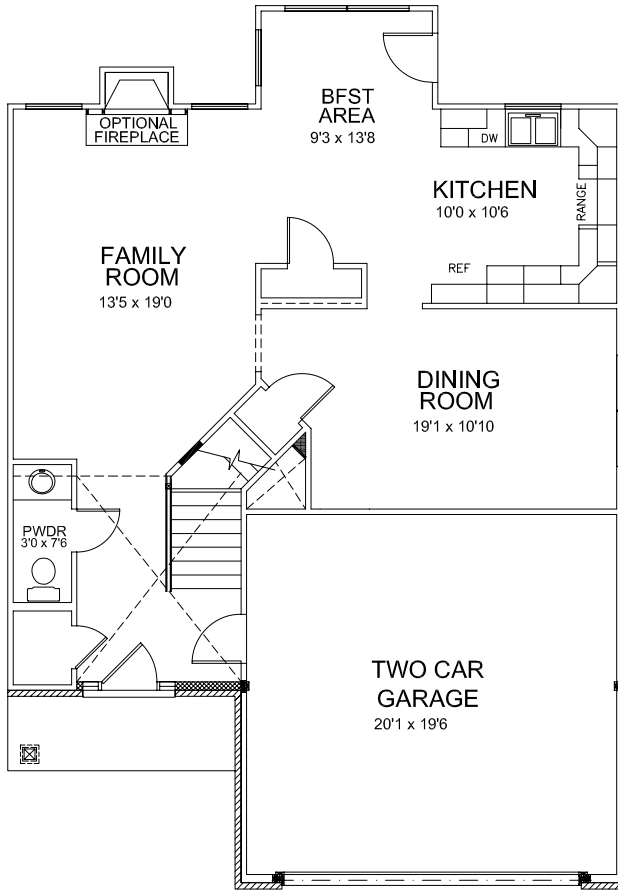 BFST
AREA
9'3 x 13'8
OPTIONAL
FIREPLACE
DW
KITCHEN
10'0 x 10'6
RANGE
REF
FAMILY
ROOM
13'5 x 19'0
DINING
ROOM
19'1 x 10'10
PWDR
3'0 x 7'6
TWO CAR
GARAGE
20'1 x 19'6